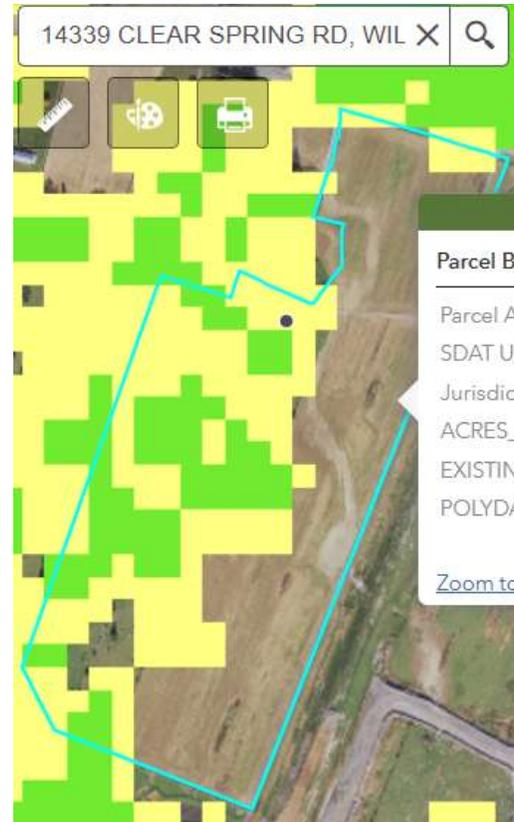 14339 CLEAR SPRING RD, WIL
Parcel B
Parcel A
SDAT U
Jurisdic
ACRES_
EXISTIN
POLYDA
Zoom to